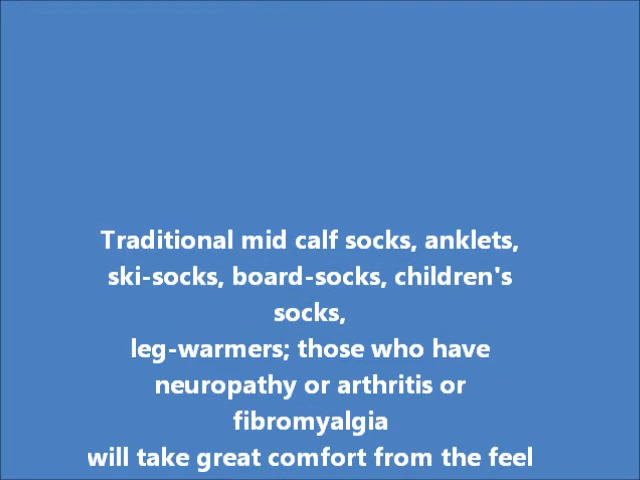 Traditional mid calf socks, anklets,
ski-socks, board-socks, children's
socks,
leg-warmers; those who have
neuropathy or arthritis or
fibromyalgia
will take great comfort from the feel